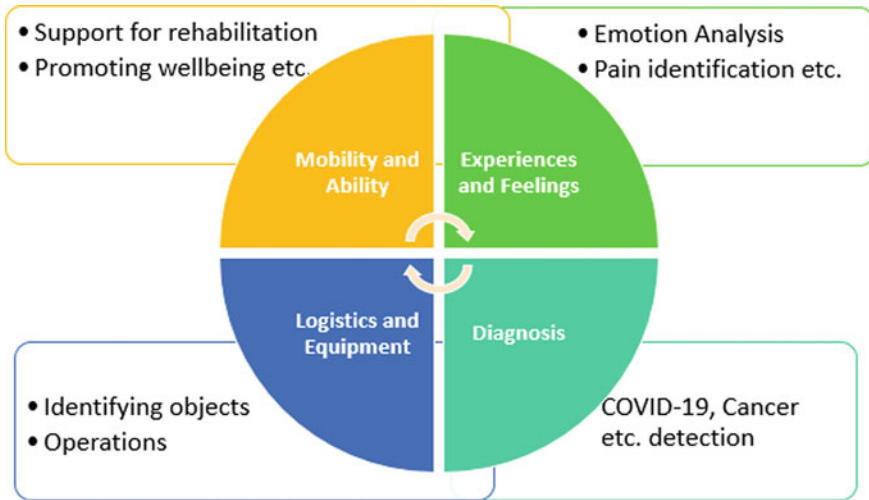 • Support for rehabilitation
• Promoting wellbeing etc.
• Emotion Analysis
• Pain identification etc.
Mobility and
Ability
Experiences
and Feelings
Logistics and
Equipment
Diagnosis
• Identifying objects
• Operations
COVID-19, Cancer
etc. detection